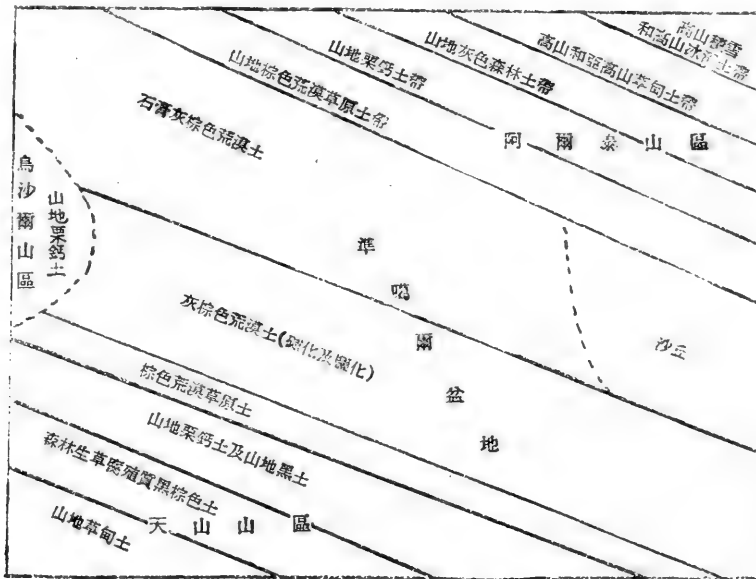 高山積雪
和高山冰沼土帶
高山和亞高山草甸土帶
山地灰色森林土帶
山地栗鈣土帶
山地棕色荒漠草原土帶
阿爾泰山區
石膏灰棕色荒漠土
烏沙爾山區
山地栗鈣土
準噶爾盆地
沙丘
灰棕色荒漠土(鹼化及鹽化)
棕色荒漠草原土
山地栗鈣土及山地黑土
森林生草腐殖質黑棕色土
天山山區
山地草甸土